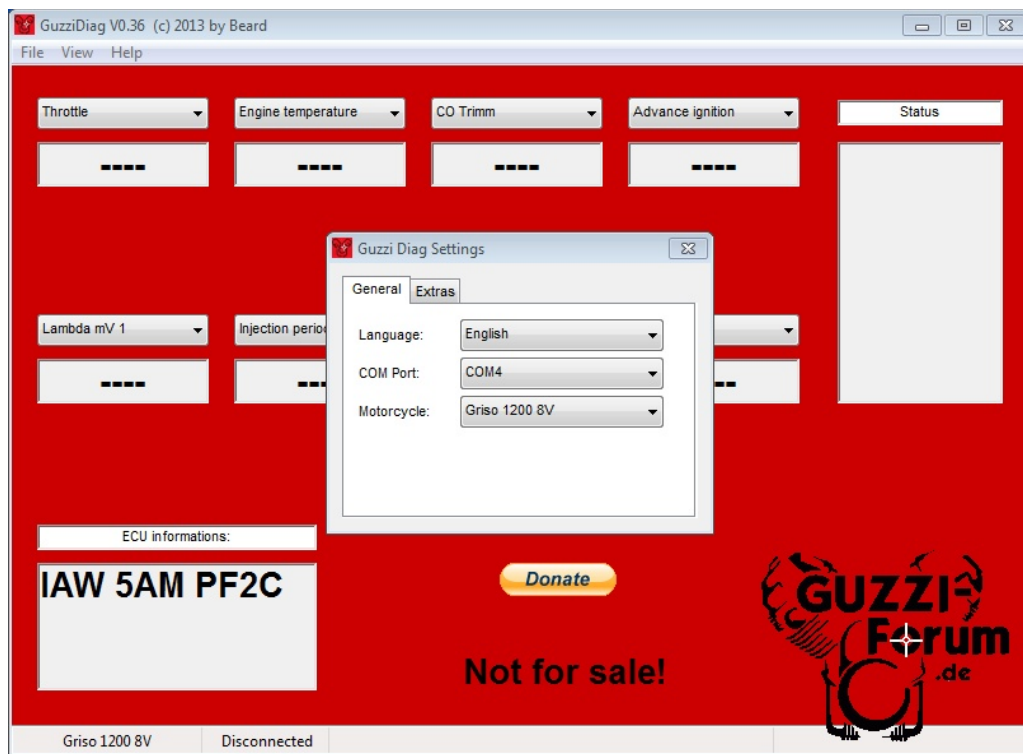 GuzziDiag V0.36 (c) 2013 by Beard
File View Help
Throttle
Engine temperature
CO Trimm
Advance ignition
Status
----
----
----
----
Guzzi Diag Settings
General
Extras
Language:
English
COM Port:
COM4
Motorcycle:
Griso 1200 8V
Lambda mV 1
Injection
----
ECU informations:
IAW 5AM PF2C
Donate
Not for sale!
GUZZI-
Forum
.de
Griso 1200 8V
Disconnected